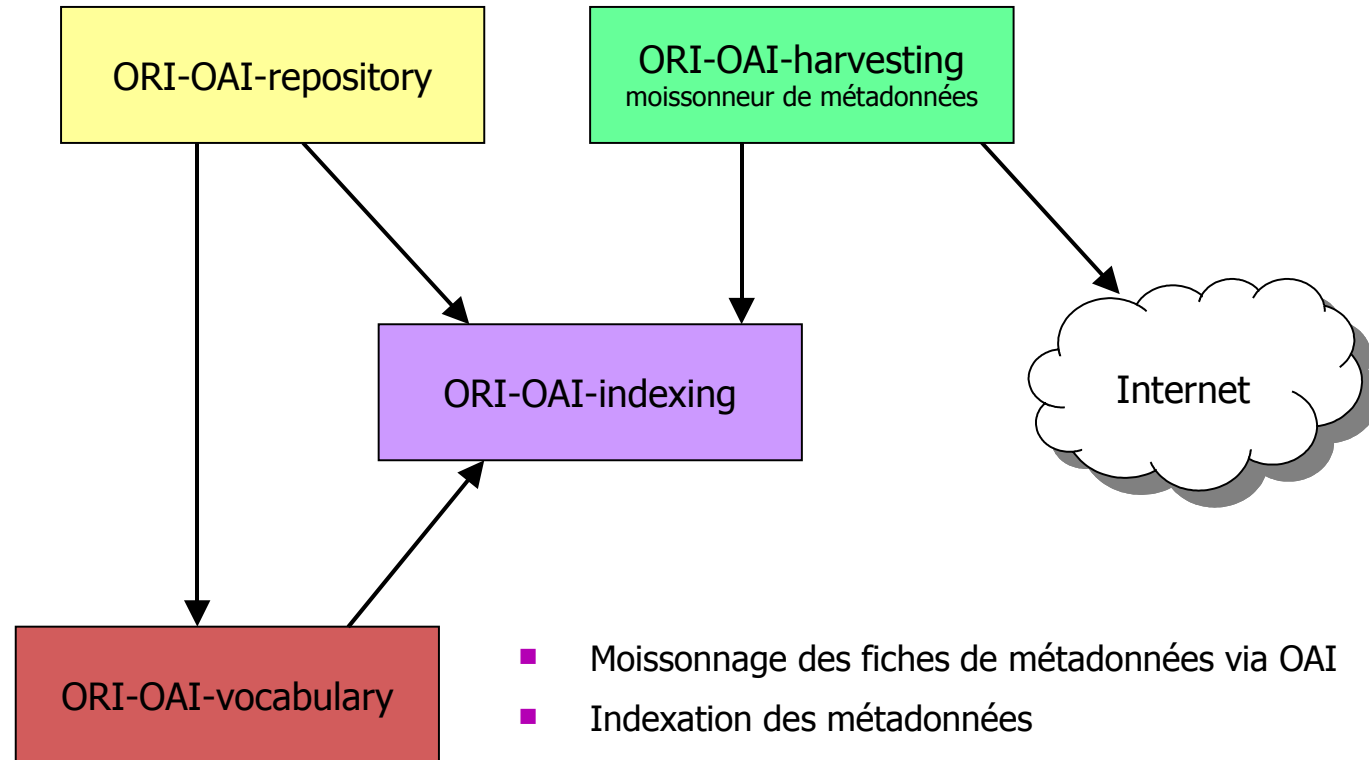 ORI-OAI-repository
ORI-OAI-harvesting
moissonneur de métadonnées
ORI-OAI-indexing
Internet
ORI-OAI-vocabulary
Moissonnage des fiches de métadonnées via OAI
Indexation des métadonnées